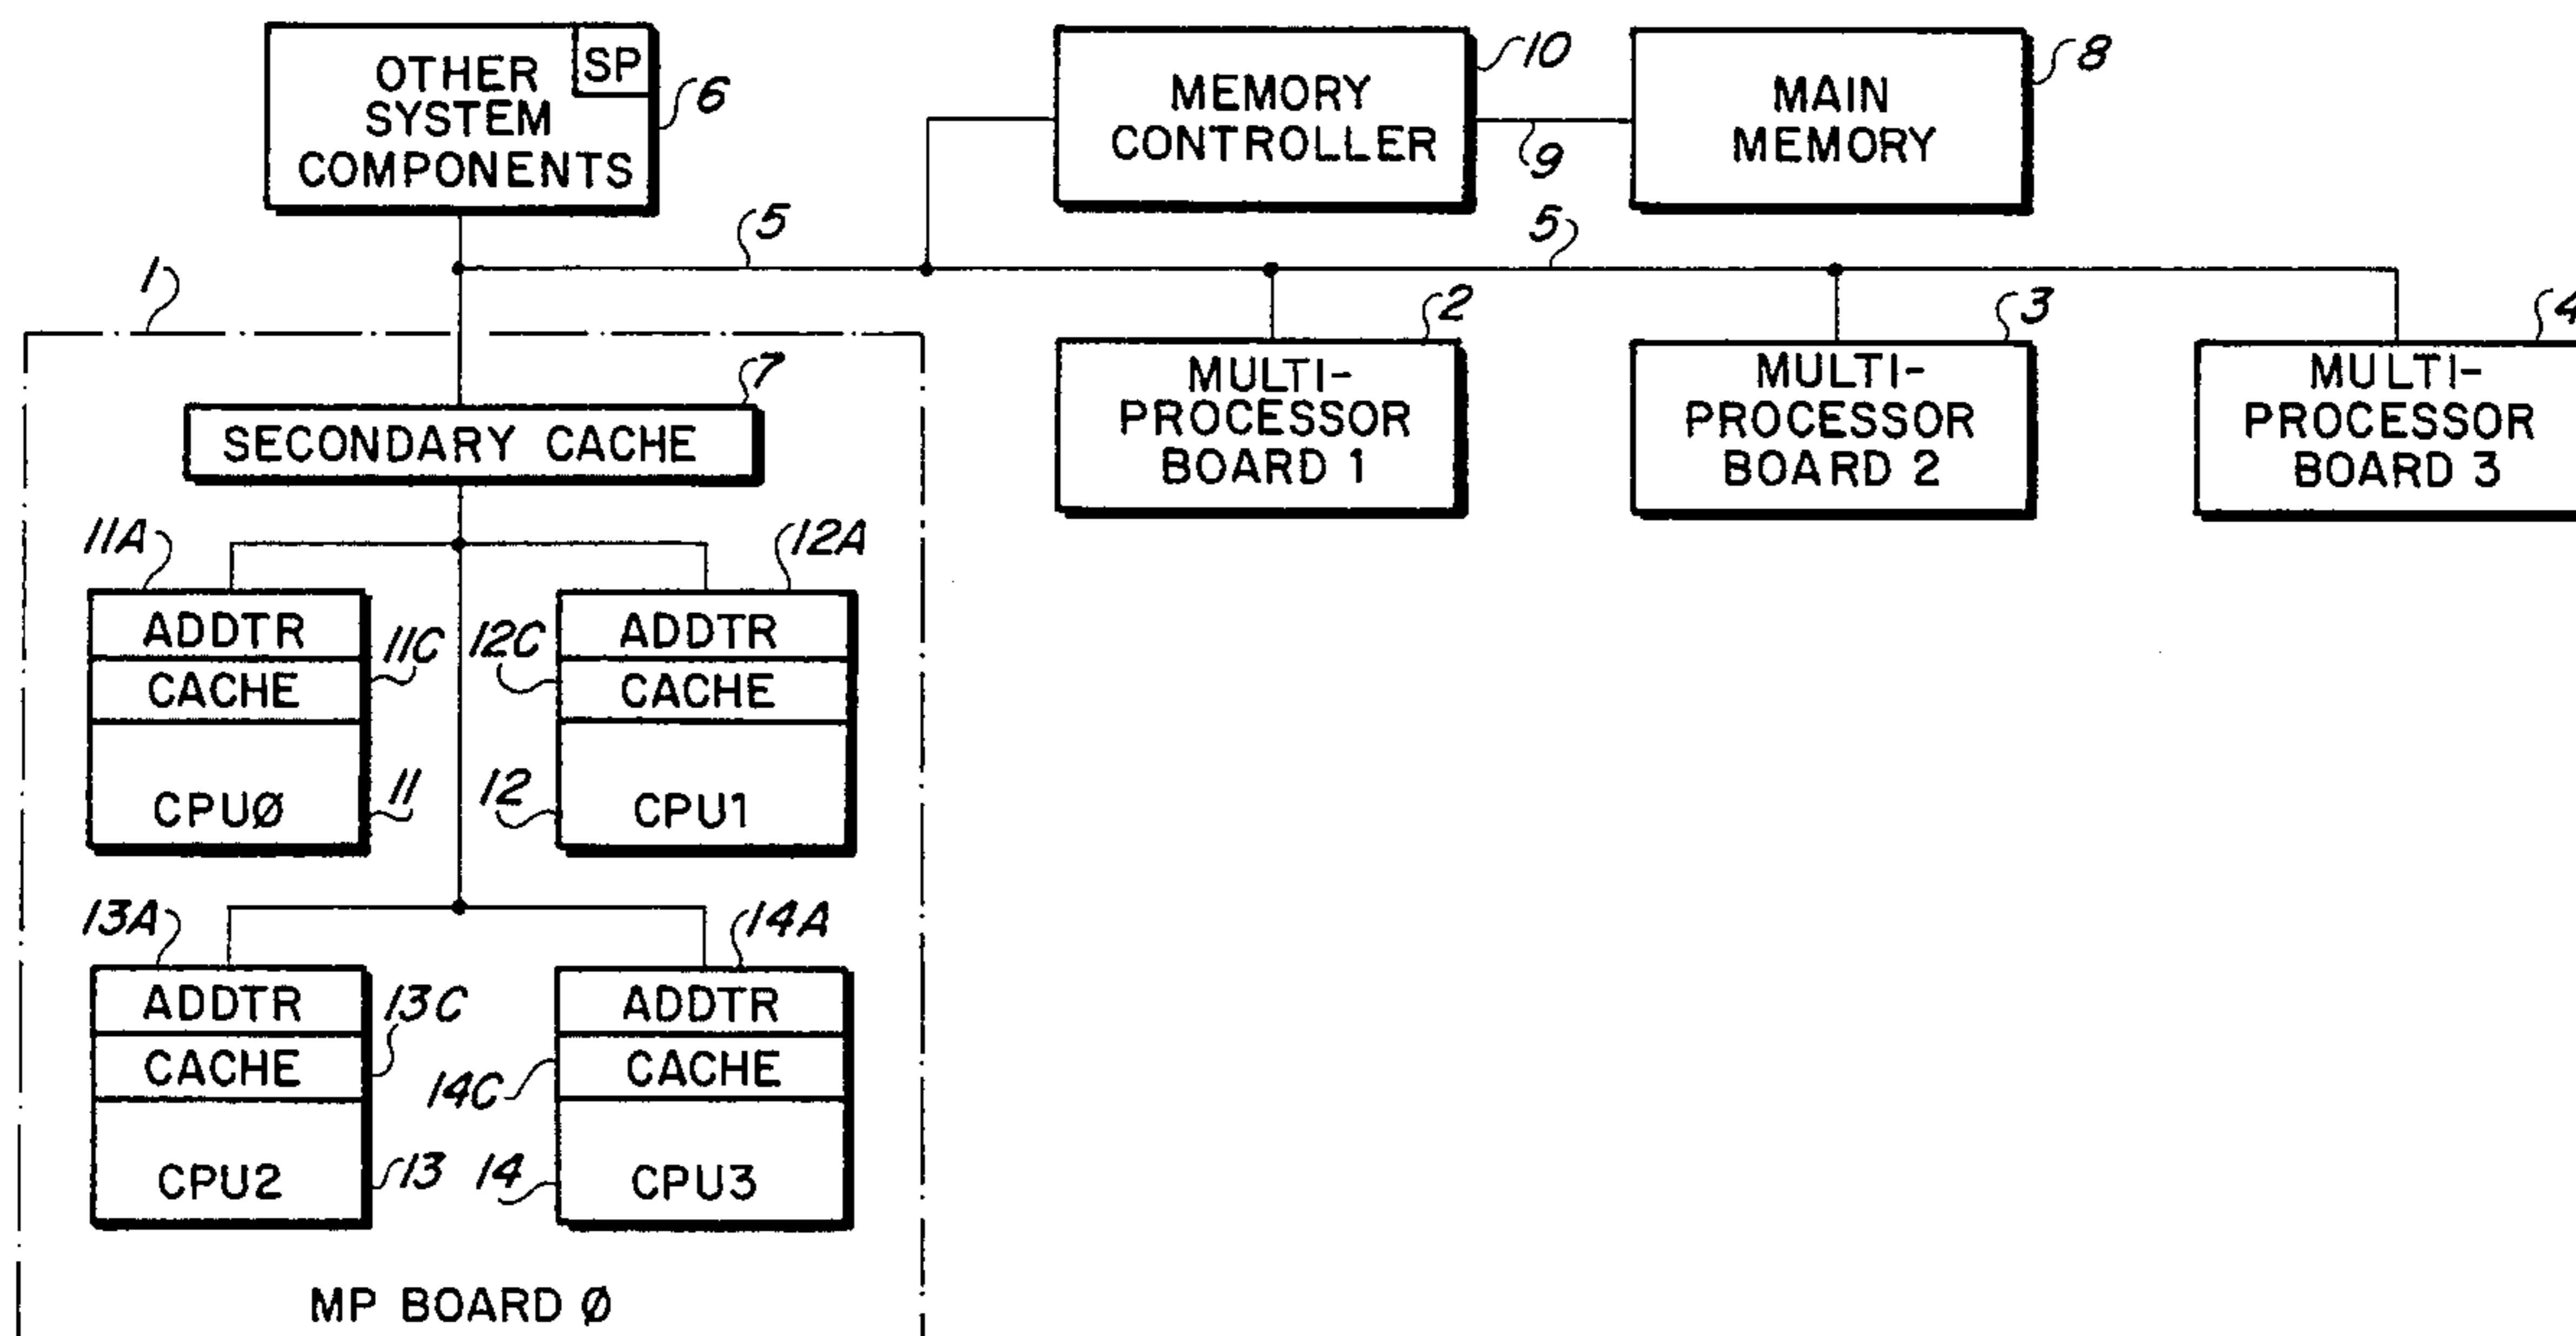 OTHER
SYSTEM
COMPONENTS
SP
6
MEMORY
CONTROLLER
10
9
MAIN
MEMORY
8
5
5
1
2
MULTI-
PROCESSOR
BOARD 1
3
MULTI-
PROCESSOR
BOARD 2
4
MULTI-
PROCESSOR
BOARD 3
7
SECONDARY CACHE
11A
12A
ADDTR
CACHE
CPUØ
11C
11
12C
12
ADDTR
CACHE
CPU1
13A
14A
ADDTR
CACHE
CPU2
13C
13
14C
14
ADDTR
CACHE
CPU3
MP BOARD Ø